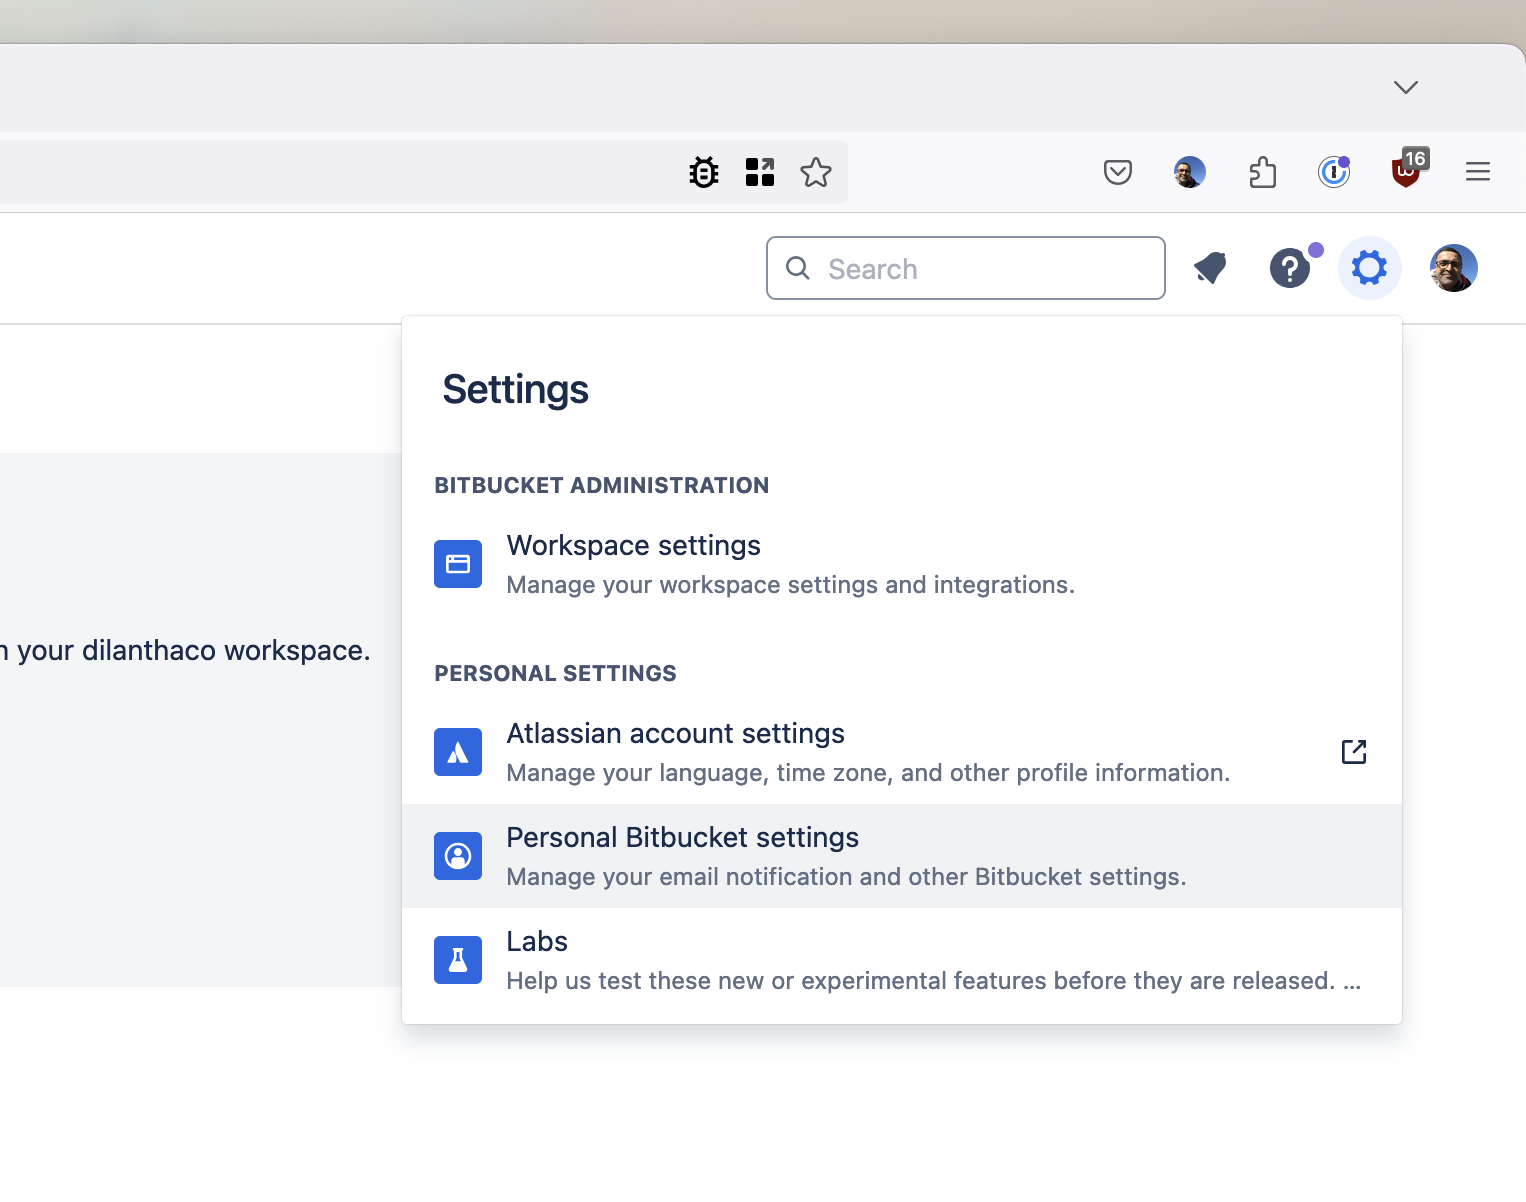 16
Search
Settings
BITBUCKET ADMINISTRATION
Workspace settings
Manage your workspace settings and integrations.
your dilanthaco workspace.
PERSONAL SETTINGS
Atlassian account settings
Manage your language, time zone, and other profile information.
Personal Bitbucket settings
Manage your email notification and other Bitbucket settings.
Labs
Help us test these new or experimental features before they are released. ...